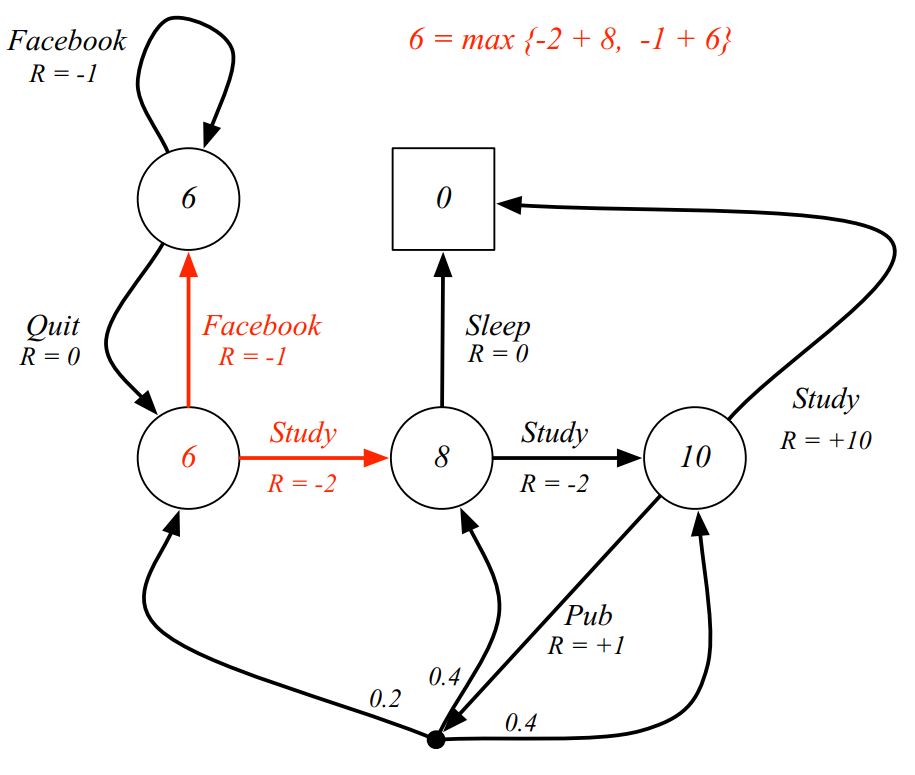 Facebook
R = -1
6 = max {-2 + 8, -1 + 6}
6
0
Quit
R = 0
Facebook
R = -1
Sleep
R = 0
Study
R = +10
6
Study
R = -2
8
Study
R = -2
10
Pub
R = +1
0.2
0.4
0.4